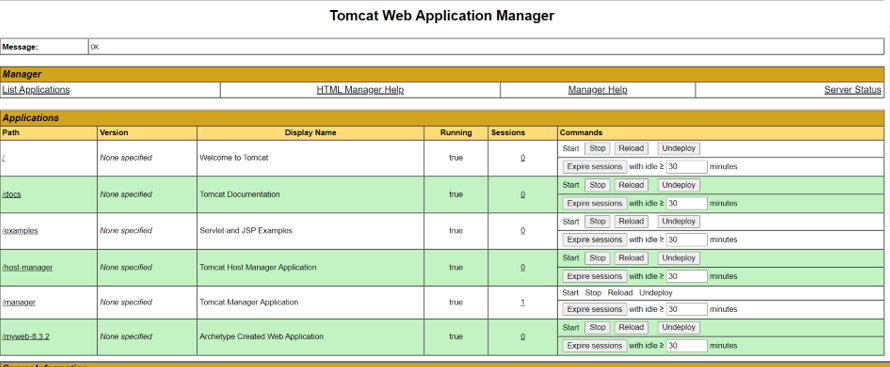 Tomcat Web Application Manager
Message: OK
Manager
List Applications HTML Manager Help Manager Help Server Status
Applications
Path Version Display Name Running Sessions Commands
/ None specified Welcome to Tomcat true 0 Start Stop Reload Undeploy
Expire sessions with idle ≥ 30 minutes
/docs None specified Tomcat Documentation true 0 Start Stop Reload Undeploy
Expire sessions with idle ≥ 30 minutes
/examples None specified Servlet and JSP Examples true 0 Start Stop Reload Undeploy
Expire sessions with idle ≥ 30 minutes
/host-manager None specified Tomcat Host Manager Application true 0 Start Stop Reload Undeploy
Expire sessions with idle ≥ 30 minutes
/manager None specified Tomcat Manager Application true 1 Start Stop Reload Undeploy
Expire sessions with idle ≥ 30 minutes
/myweb-8.3.2 None specified Archetype Created Web Application true 0 Start Stop Reload Undeploy
Expire sessions with idle ≥ 30 minutes
Server Information